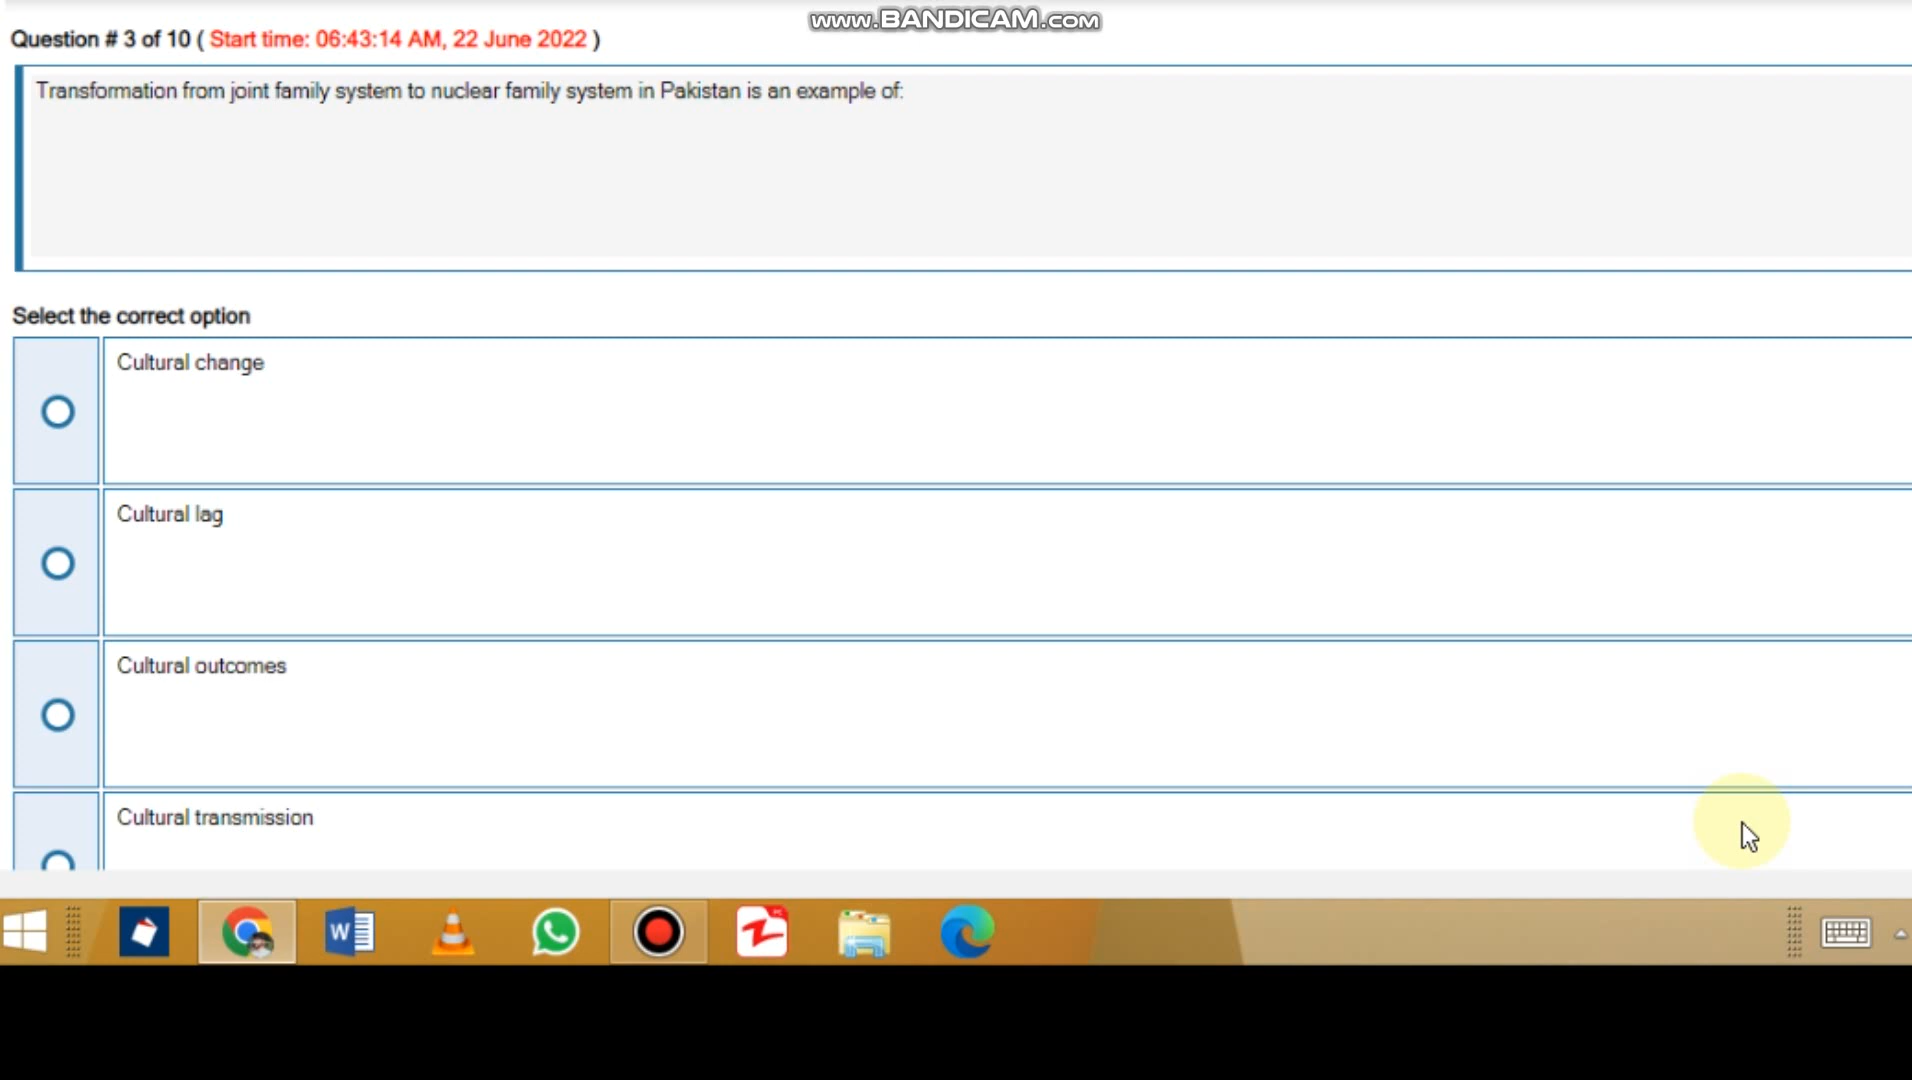 www.BANDICAM.com
Question # 3 of 10 ( Start time: 06:43:14 AM, 22 June 2022 )
Transformation from joint family system to nuclear family system in Pakistan is an example of:
Select the correct option
Cultural change
Cultural lag
Cultural outcomes
Cultural transmission
W
PC